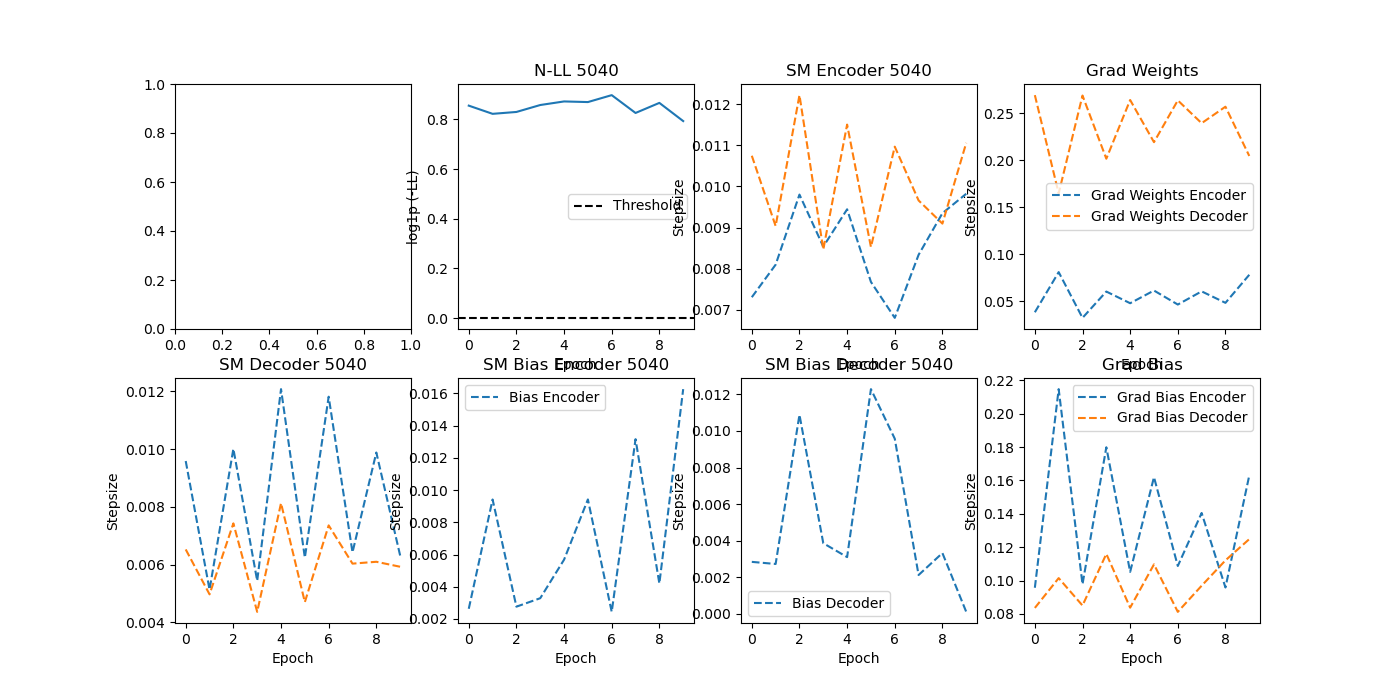 N-LL 5040
SM Encoder 5040
Grad Weights
1.0
0.8
0.6
0.4
0.2
0.0
0.0 0.2 0.4 0.6 0.8 1.0
log1p (-LL)
0.8
0.6
0.4
0.2
0.0
Threshold
0 2 4 6 8
Epoch
Stepsize
0.012
0.011
0.010
0.009
0.008
0.007
0 2 4 6 8
Epoch
Stepsize
0.25
0.20
0.15
0.10
0.05
Grad Weights Encoder
Grad Weights Decoder
0 2 4 6 8
Epoch
SM Decoder 5040
SM Bias Encoder 5040
SM Bias Decoder 5040
Grad Bias
Stepsize
0.012
0.010
0.008
0.006
0.004
0 2 4 6 8
Epoch
Stepsize
0.016
0.014
0.012
0.010
0.008
0.006
0.004
0.002
Bias Encoder
0 2 4 6 8
Epoch
Stepsize
0.012
0.010
0.008
0.006
0.004
0.002
0.000
Bias Decoder
0 2 4 6 8
Epoch
Stepsize
0.22
0.20
0.18
0.16
0.14
0.12
0.10
0.08
Grad Bias Encoder
Grad Bias Decoder
0 2 4 6 8
Epoch